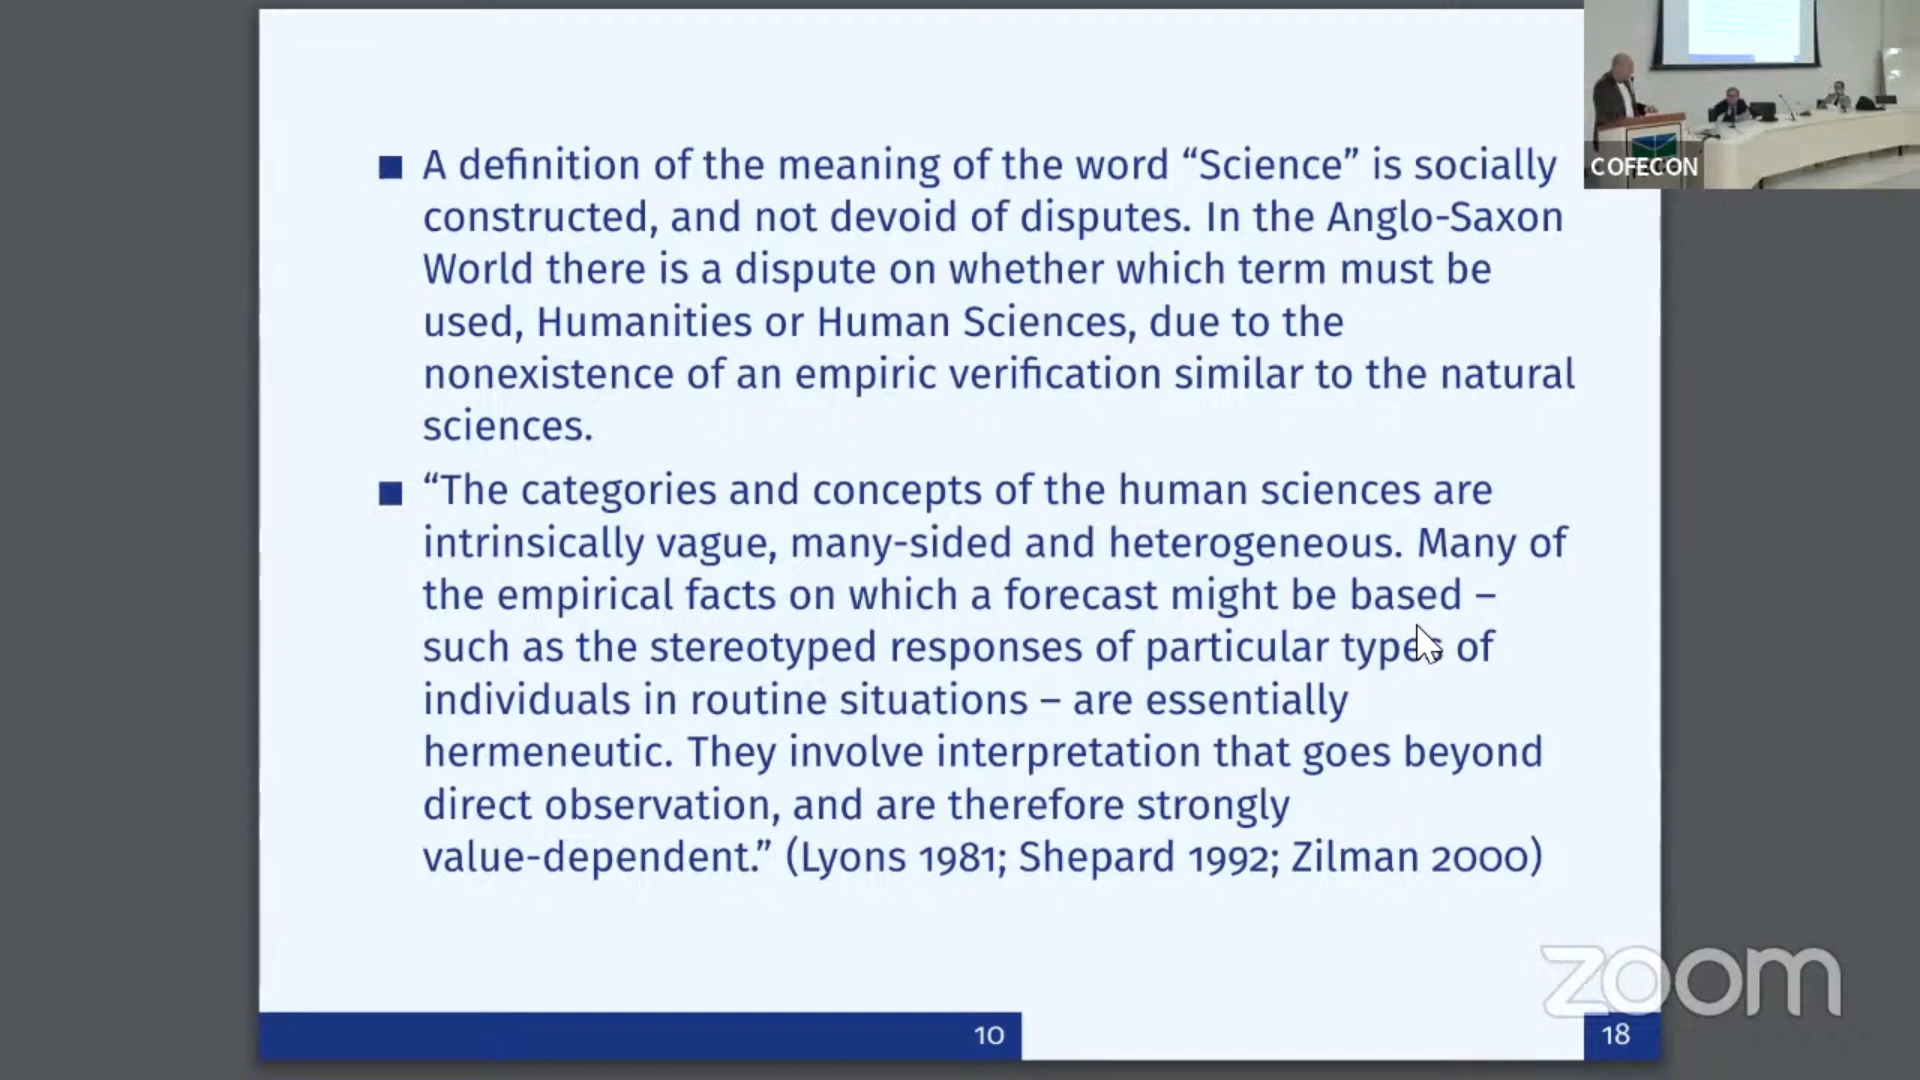 A definition of the meaning of the word “Science” is socially
constructed, and not devoid of disputes. In the Anglo-Saxon
World there is a dispute on whether which term must be
used, Humanities or Human Sciences, due to the
nonexistence of an empiric verification similar to the natural
sciences.
“The categories and concepts of the human sciences are
intrinsically vague, many-sided and heterogeneous. Many of
the empirical facts on which a forecast might be based –
such as the stereotyped responses of particular types of
individuals in routine situations – are essentially
hermeneutic. They involve interpretation that goes beyond
direct observation, and are therefore strongly
value-dependent.” (Lyons 1981; Shepard 1992; Zilman 2000)
10
18
COFECON
zoom